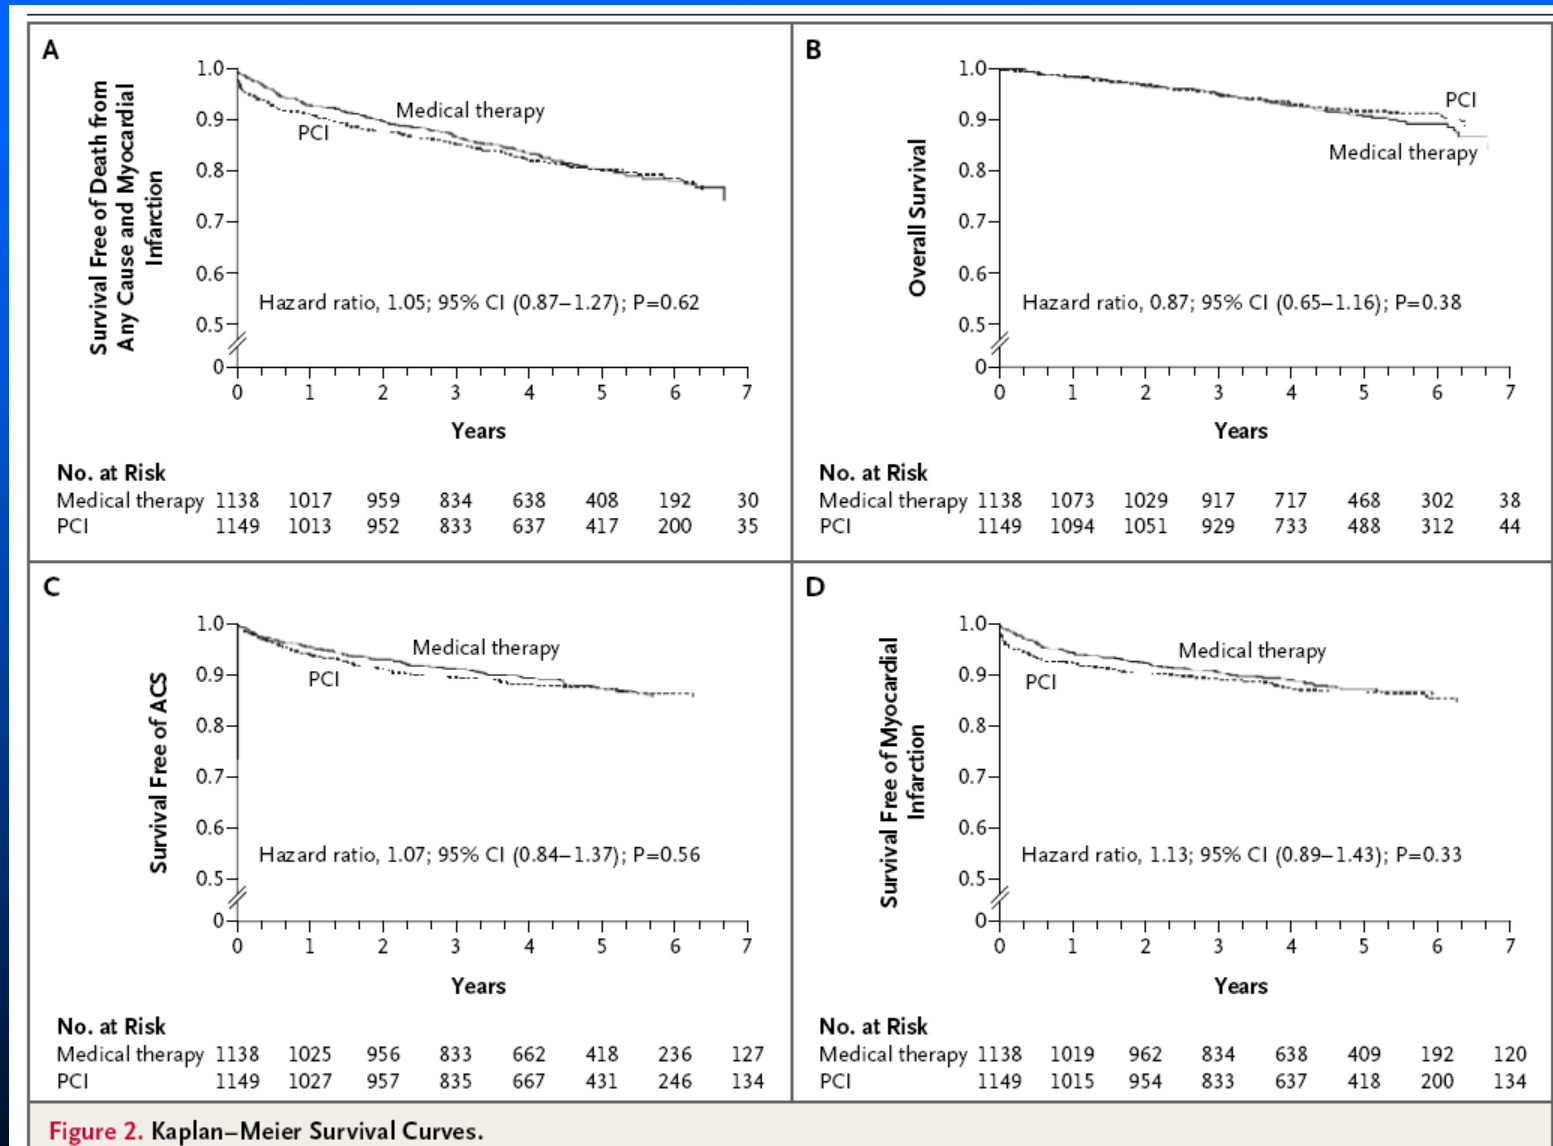 A
Survival Free of Death from
Any Cause and Myocardial
Infarction
1.0
0.9
0.8
0.7
0.6
0.5
0
Medical therapy
PCI
Hazard ratio, 1.05; 95% CI (0.87–1.27); P=0.62
0 1 2 3 4 5 6 7
Years
No. at Risk
Medical therapy 1138 1017 959 834 638 408 192 30
PCI 1149 1013 952 833 637 417 200 35
B
Overall Survival
1.0
0.9
0.8
0.7
0.6
0.5
0
PCI
Medical therapy
Hazard ratio, 0.87; 95% CI (0.65–1.16); P=0.38
0 1 2 3 4 5 6 7
Years
No. at Risk
Medical therapy 1138 1073 1029 917 717 468 302 38
PCI 1149 1094 1051 929 733 488 312 44
C
Survival Free of ACS
1.0
0.9
0.8
0.7
0.6
0.5
0
Medical therapy
PCI
Hazard ratio, 1.07; 95% CI (0.84–1.37); P=0.56
0 1 2 3 4 5 6 7
Years
No. at Risk
Medical therapy 1138 1025 956 833 662 418 236 127
PCI 1149 1027 957 835 667 431 246 134
D
Survival Free of Myocardial
Infarction
1.0
0.9
0.8
0.7
0.6
0.5
0
Medical therapy
PCI
Hazard ratio, 1.13; 95% CI (0.89–1.43); P=0.33
0 1 2 3 4 5 6 7
Years
No. at Risk
Medical therapy 1138 1019 962 834 638 409 192 120
PCI 1149 1015 954 833 637 418 200 134
Figure 2. Kaplan–Meier Survival Curves.